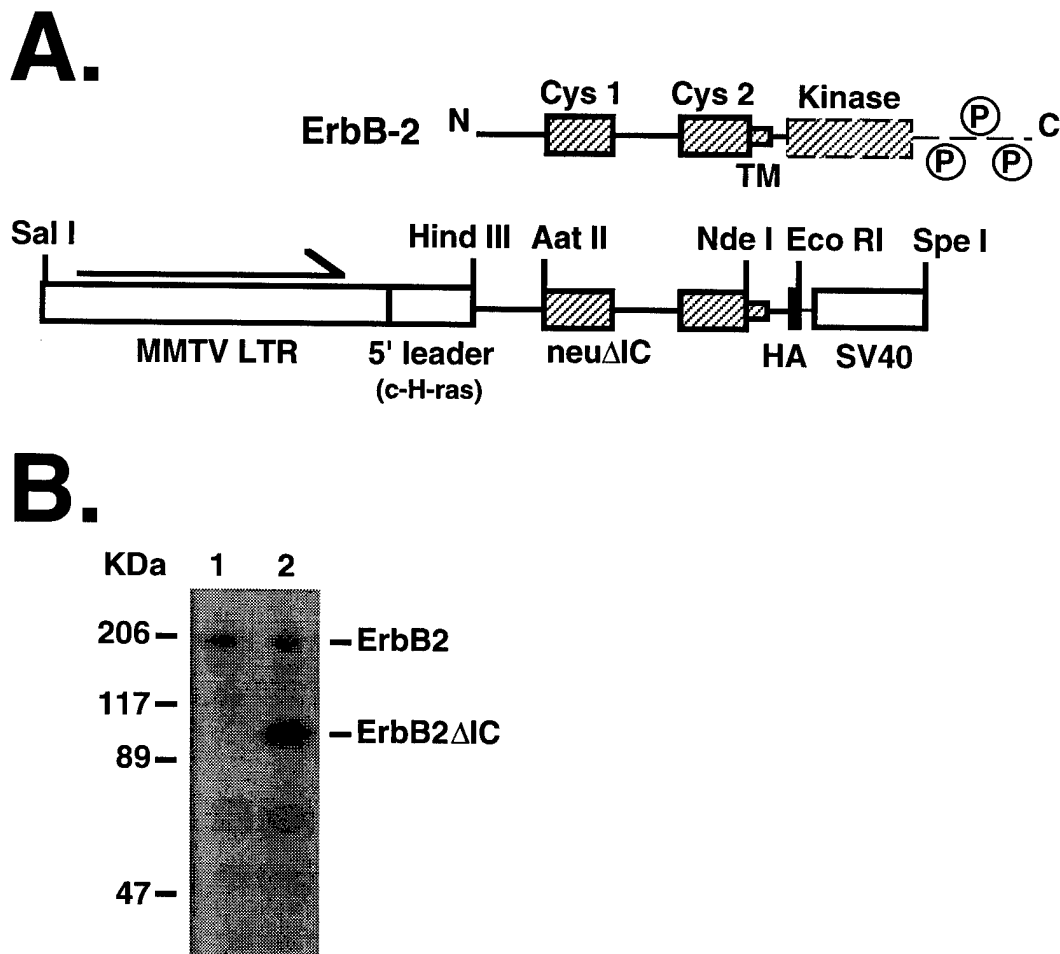 A.
Cys 1 Cys 2 Kinase
ErbB-2 N P C
P P
TM
Sal I Hind III Aat II Nde I Eco RI Spe I
MMTV LTR 5' leader neuΔIC HA SV40
(c-H-ras)
B.
KDa 1 2
206 ErbB2
117
ErbB2ΔIC
89
47